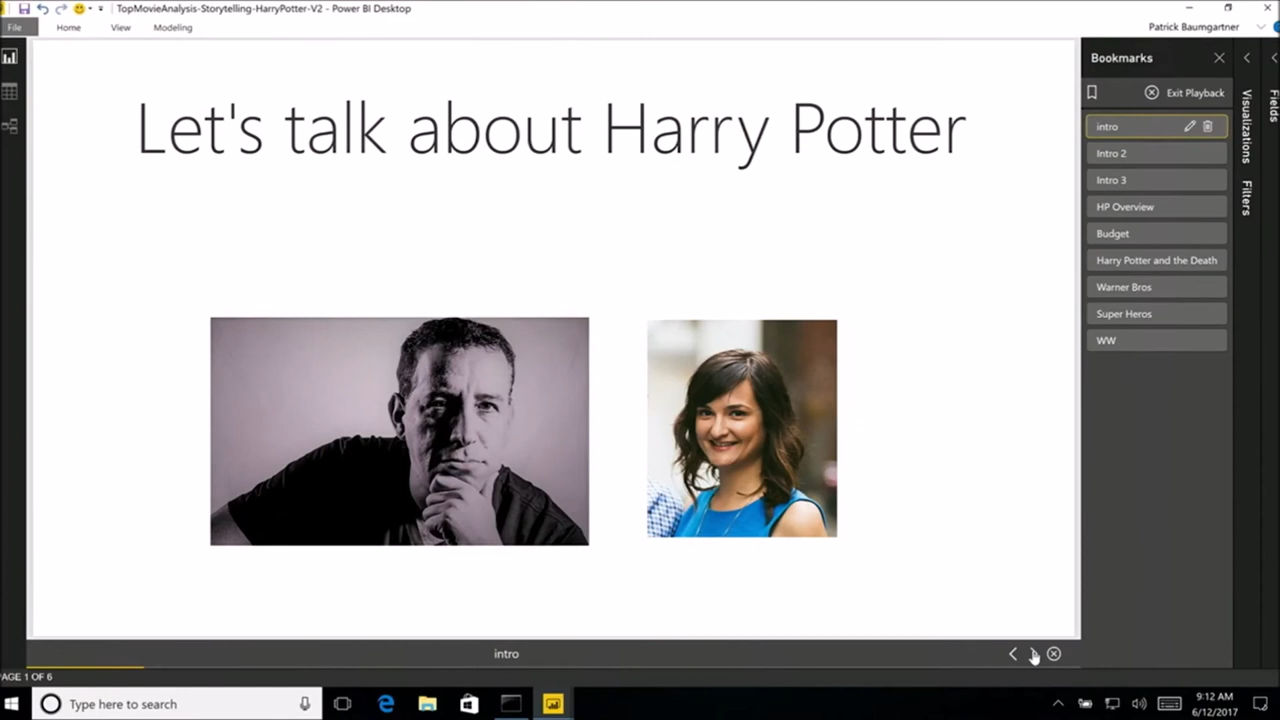 TopMovieAnalysis-Storytelling-HarryPotter-V2 - Power BI Desktop
File Home View Modeling
Patrick Baumgartner
Let's talk about Harry Potter
Bookmarks
Exit Playback
intro
Intro 2
Intro 3
HP Overview
Budget
Harry Potter and the Death
Warner Bros
Super Heros
WW
Visualizations
Filters
Fields
intro
PAGE 1 OF 6
Type here to search
9:12 AM
6/12/2017